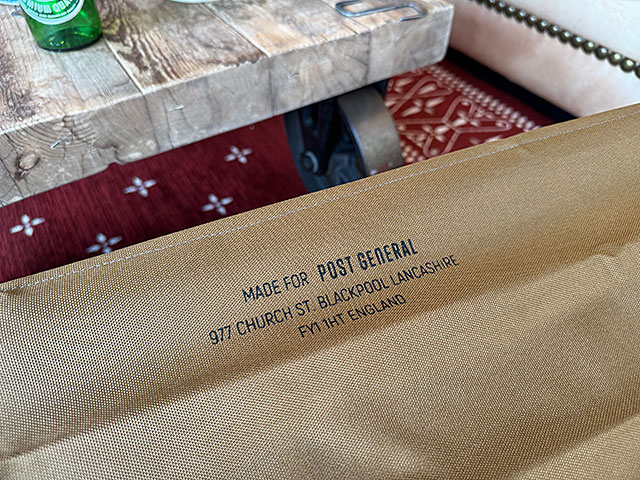 MADE FOR POST GENERAL
977 CHURCH ST. BLACKPOOL LANCASHIRE
FY1 1HT ENGLAND